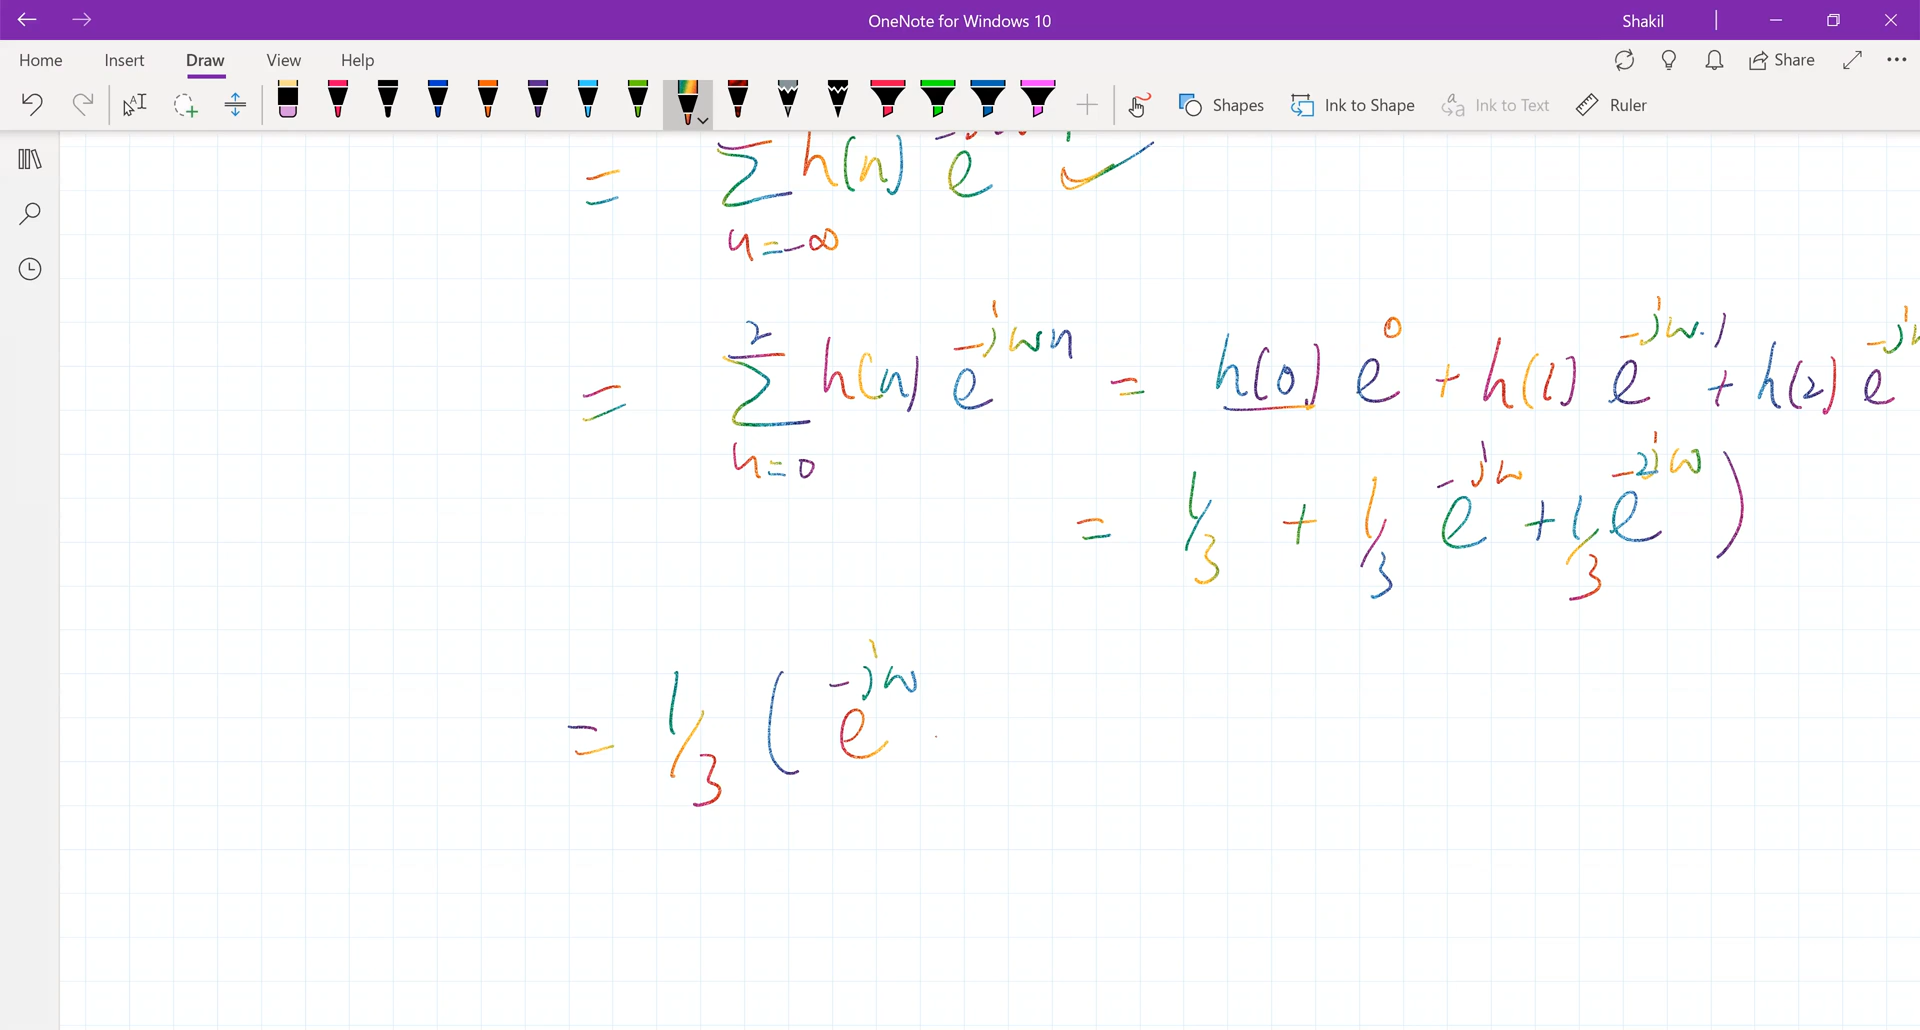 OneNote for Windows 10
Shakil
Home Insert Draw View Help
Share
Shapes Ink to Shape Ink to Text Ruler
= Σ h(n) e
n=-∞
2
= Σ h(n) e^-jwn = h(0) e^0 + h(1) e^-jw.1 + h(2) e^-j
n=0
= 1/3 + 1/3 e^-jw + 1/3 e^-2jw )
= 1/3 ( e^-jw